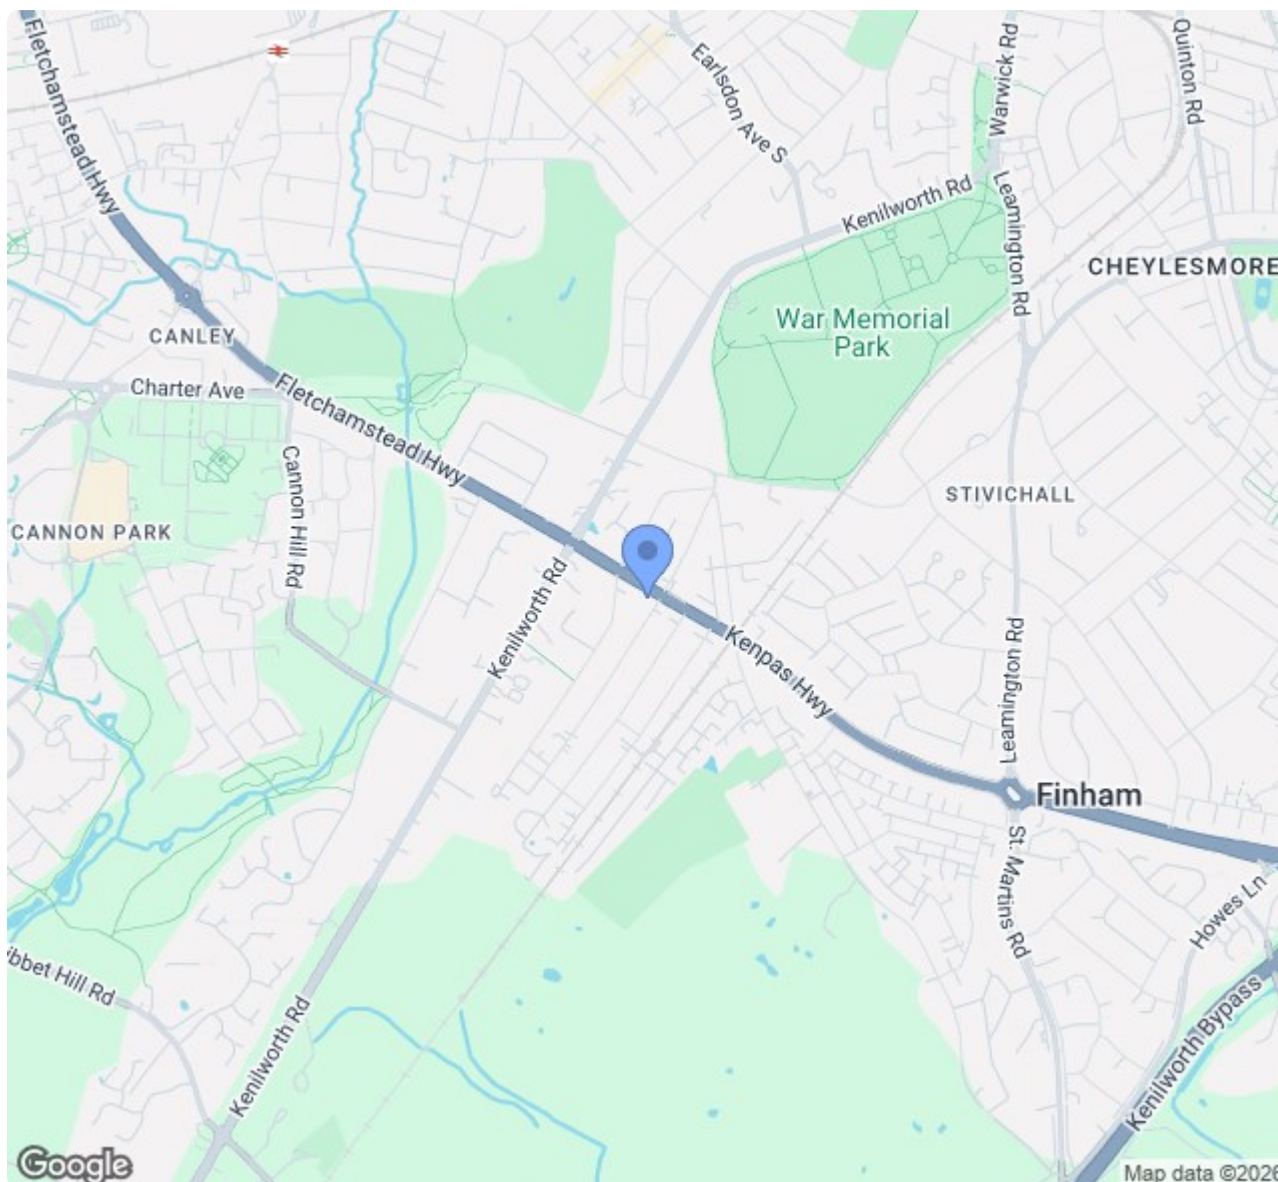 Fletchamstead Hwy
Earlsdon Ave S
Warwick Rd
Quinton Rd
Kenilworth Rd
Leamington Rd
CHEYLESMORE
War Memorial
Park
CANLEY
Charter Ave
Fletchamstead Hwy
Cannon Hill Rd
STIVICHALL
CANNON PARK
Kenilworth Rd
Kenpas Hwy
Leamington Rd
Finham
St. Martins Rd
Howes Ln
ibbet Hill Rd
Kenilworth Rd
Kenilworth Bypass
Google
Map data ©2026